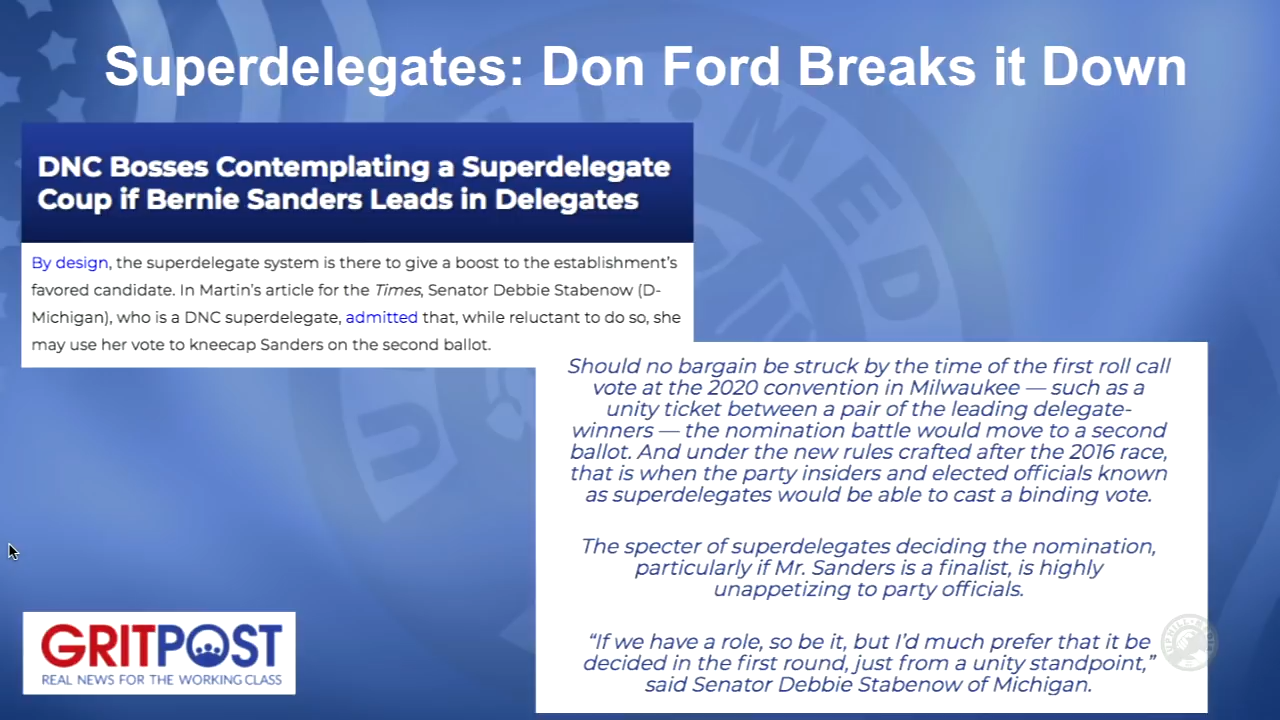 Superdelegates: Don Ford Breaks it Down
DNC Bosses Contemplating a Superdelegate
Coup if Bernie Sanders Leads in Delegates
By design, the superdelegate system is there to give a boost to the establishment's
favored candidate. In Martin's article for the Times, Senator Debbie Stabenow (D-
Michigan), who is a DNC superdelegate, admitted that, while reluctant to do so, she
may use her vote to kneecap Sanders on the second ballot.
Should no bargain be struck by the time of the first roll call
vote at the 2020 convention in Milwaukee — such as a
unity ticket between a pair of the leading delegate-
winners — the nomination battle would move to a second
ballot. And under the new rules crafted after the 2016 race,
that is when the party insiders and elected officials known
as superdelegates would be able to cast a binding vote.
The specter of superdelegates deciding the nomination,
particularly if Mr. Sanders is a finalist, is highly
unappetizing to party officials.
“If we have a role, so be it, but I’d much prefer that it be
decided in the first round, just from a unity standpoint,”
said Senator Debbie Stabenow of Michigan.
GRITPOST
REAL NEWS FOR THE WORKING CLASS